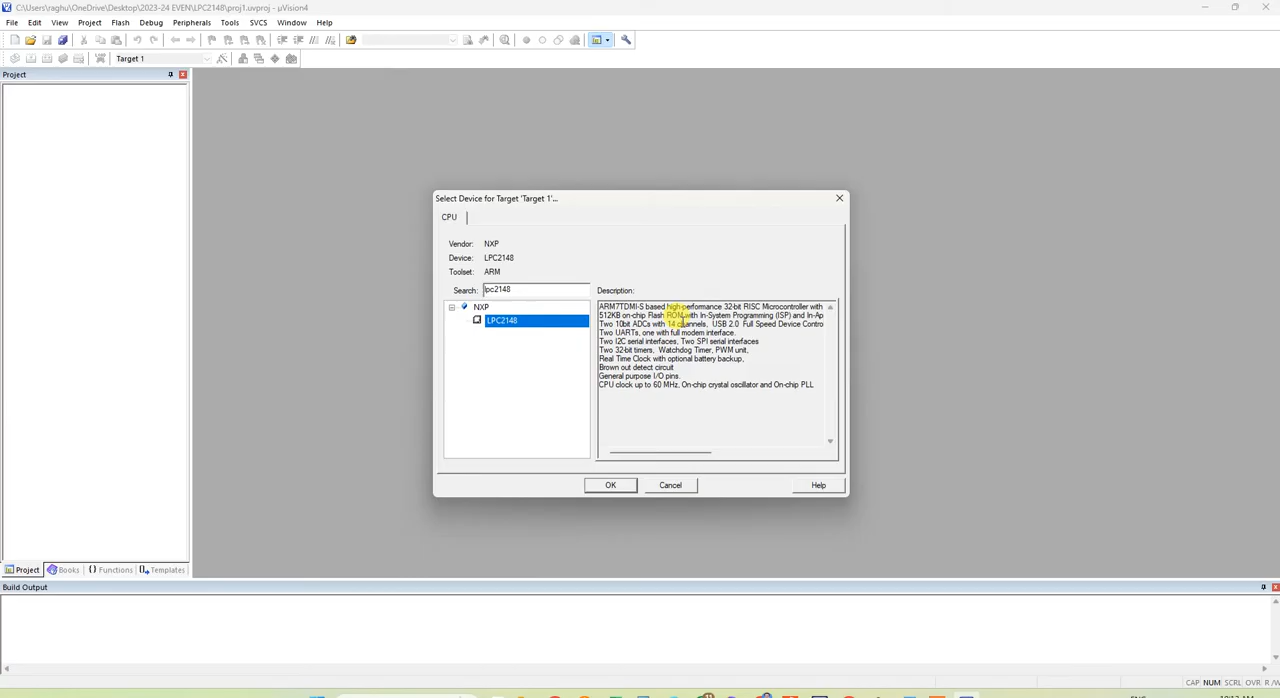 C:\Users\raghu\OneDrive\Desktop\2023-24 EVEN\LPC2148\proj1.uvproj - µVision4
File Edit View Project Flash Debug Peripherals Tools SVCS Window Help
Target 1
Project
Select Device for Target 'Target 1'...
CPU
Vendor: NXP
Device: LPC2148
Toolset: ARM
Search: lpc2148
Description:
NXP
LPC2148
ARM7TDMI-S based high-performance 32-bit RISC Microcontroller with
512KB on-chip Flash ROM with In-System Programming (ISP) and In-Ap
Two 10bit ADCs with 14 channels, USB 2.0 Full Speed Device Contro
Two UARTs, one with full modem interface.
Two I2C serial interfaces, Two SPI serial interfaces
Two 32-bit timers, Watchdog Timer, PWM unit,
Real Time Clock with optional battery backup,
Brown out detect circuit
General purpose I/O pins.
CPU clock up to 60 MHz, On-chip crystal oscillator and On-chip PLL
OK Cancel Help
Project Books {} Functions Templates
Build Output
CAP NUM SCRL OVR R/W